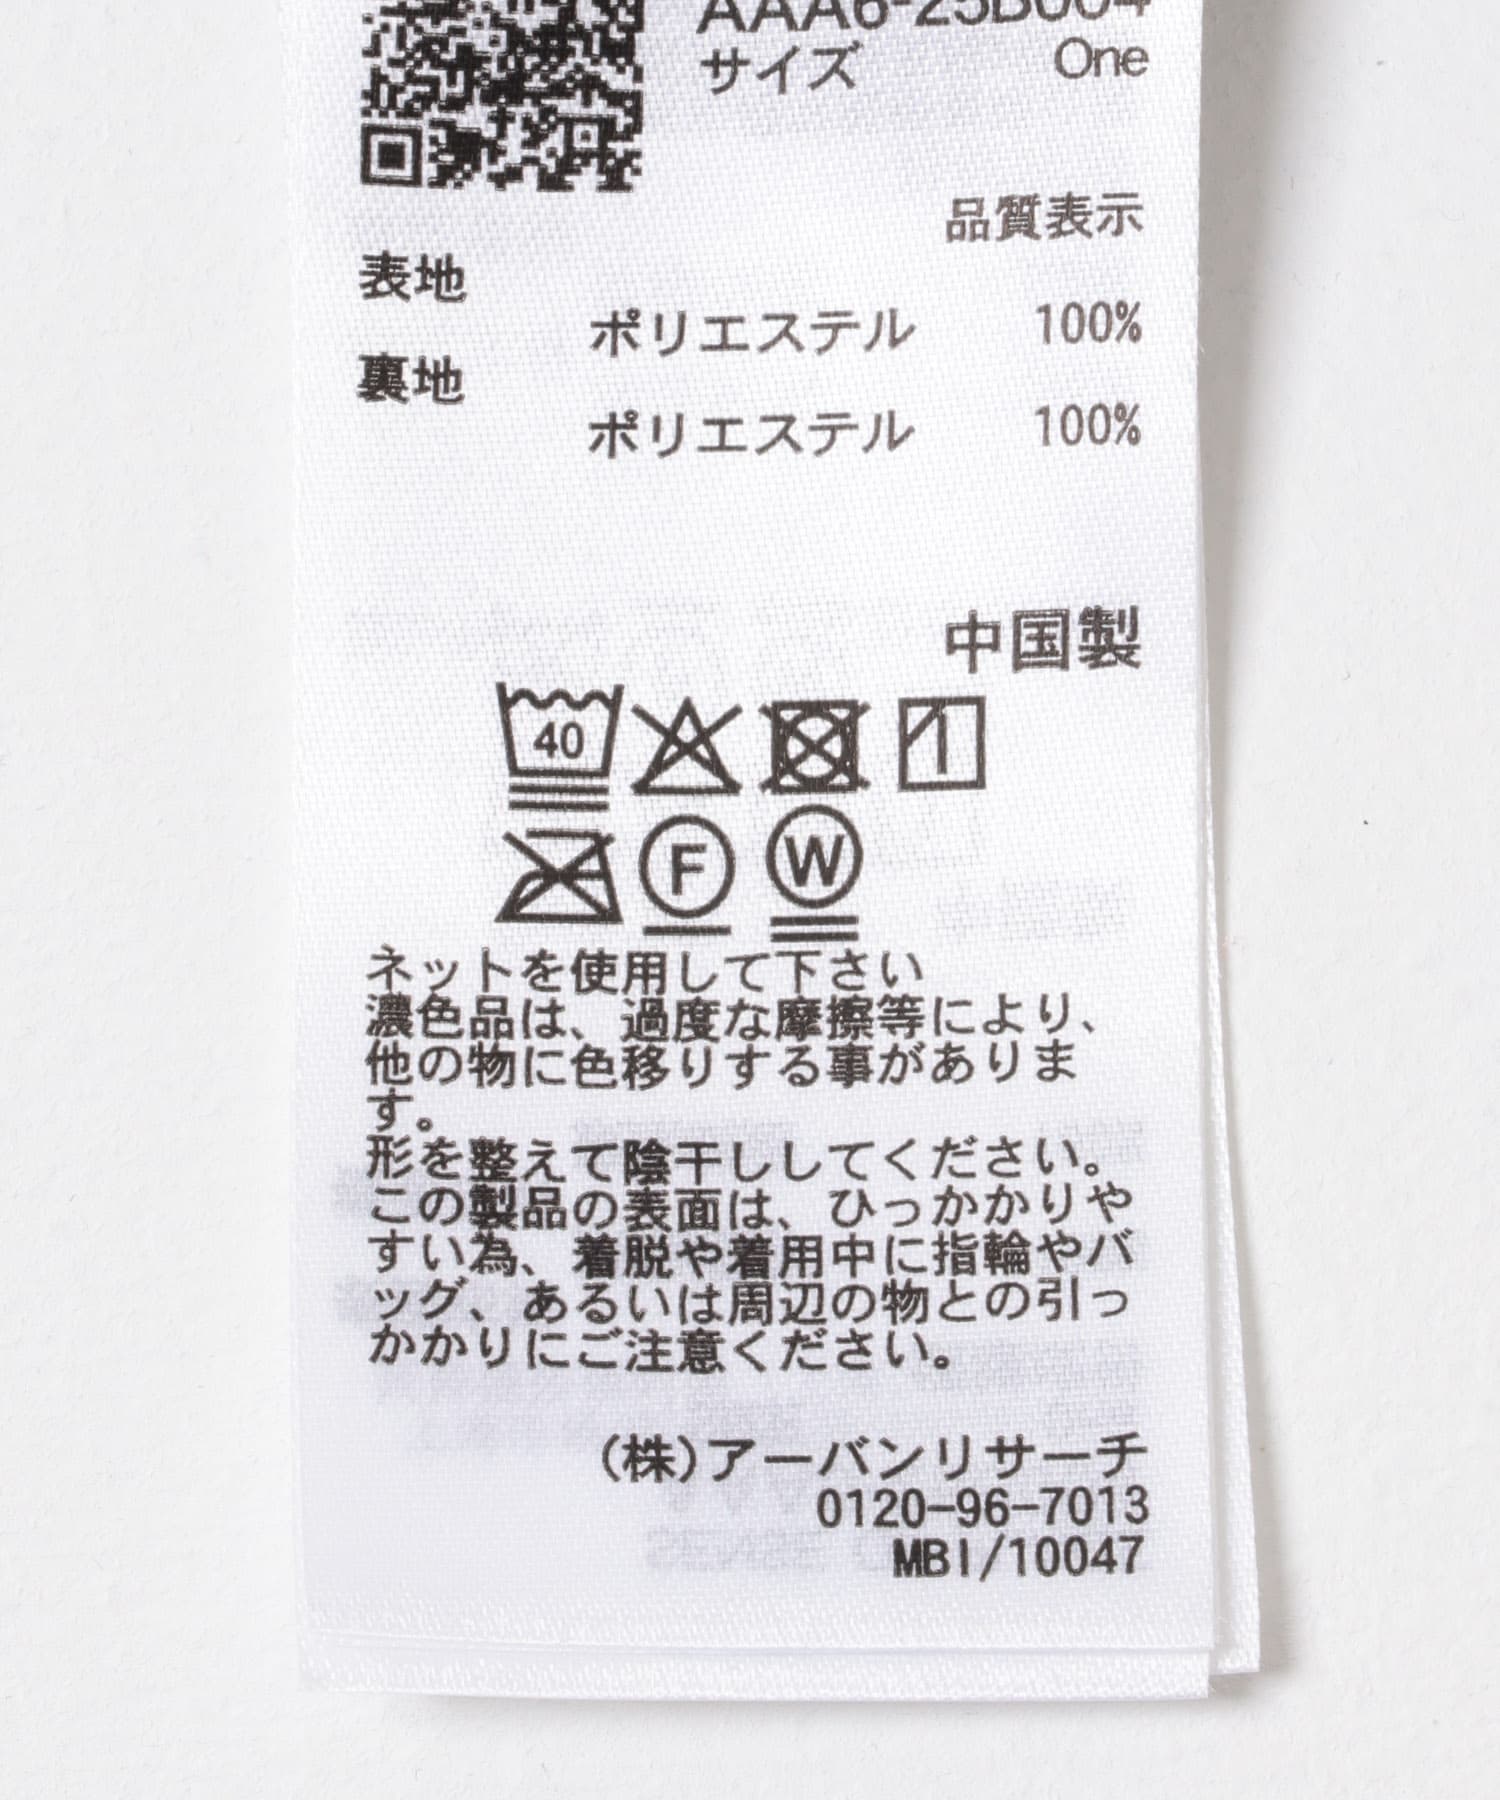 AAA6-25B004
サイズ One
品質表示
表地
ポリエステル 100%
裏地
ポリエステル 100%
中国製
40
F W
ネットを使用して下さい
濃色品は、過度な摩擦等により、
他の物に色移りする事がありま
す。
形を整えて陰干ししてください。
この製品の表面は、ひっかかりや
すい為、着脱や着用中に指輪やバ
ッグ、あるいは周辺の物との引っ
かかりにご注意ください。
(株)アーバンリサーチ
0120-96-7013
MBI/10047